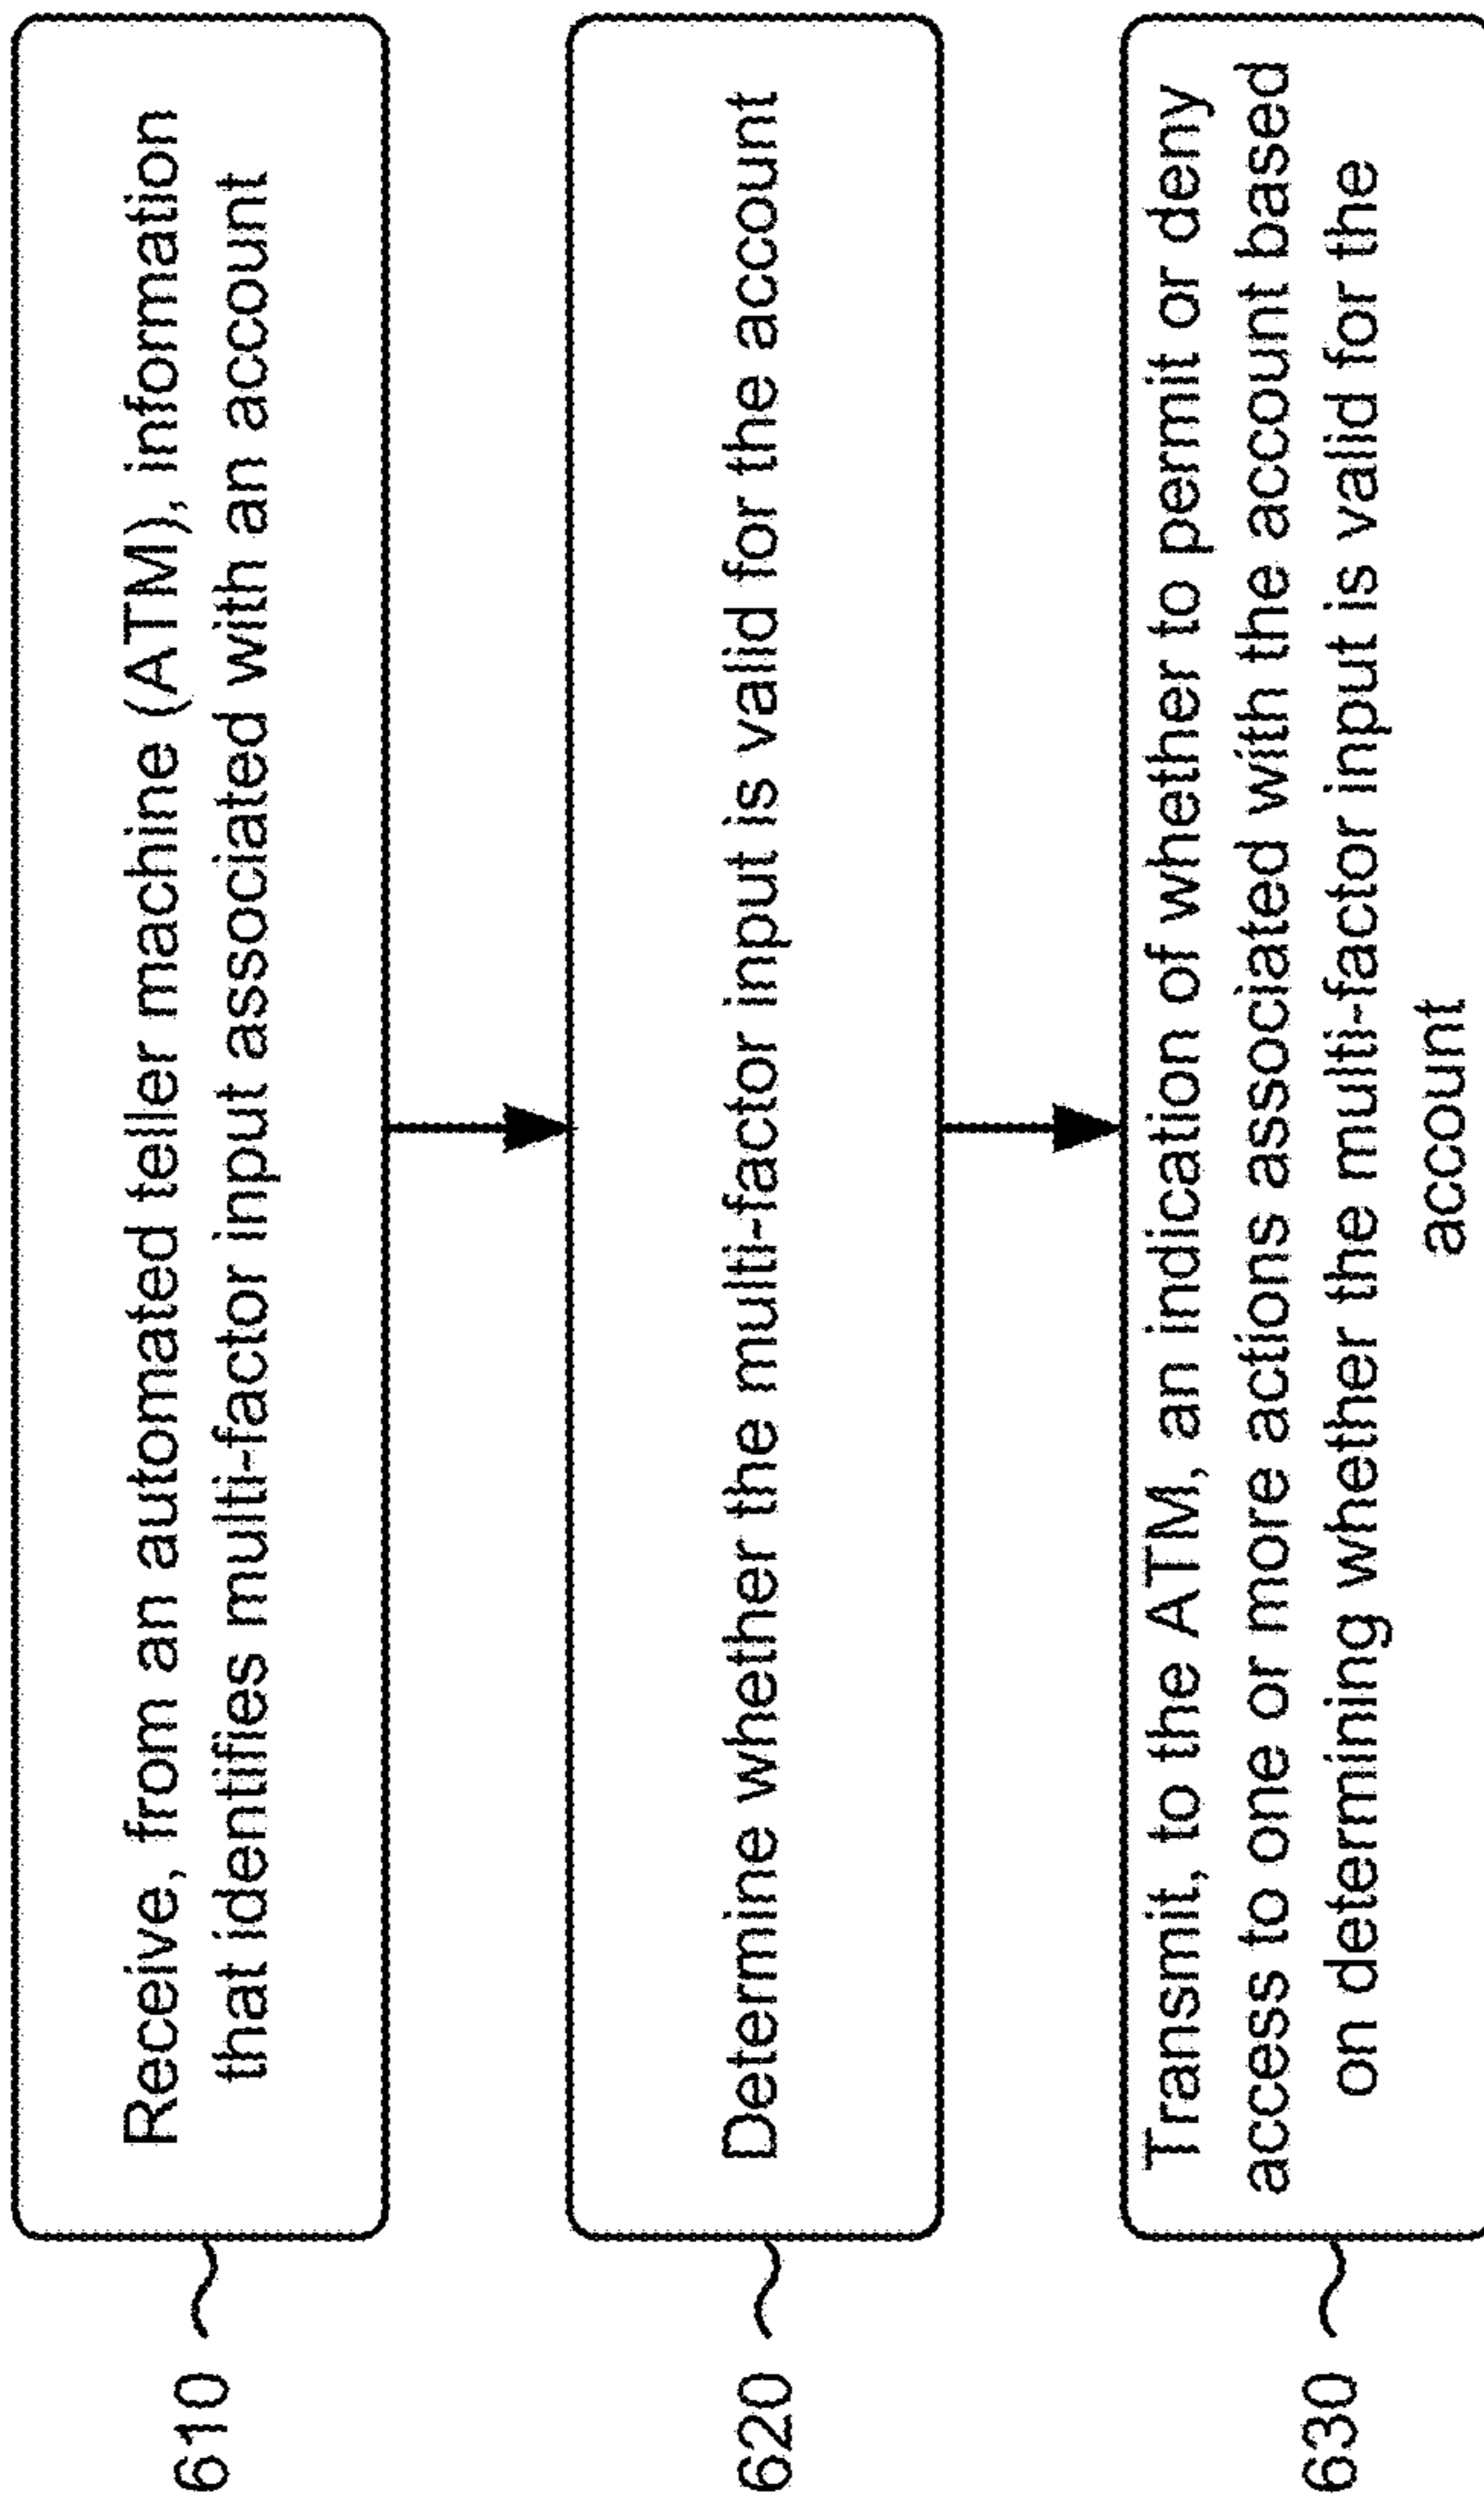 610
Receive, from an automated teller machine (ATM), information
that identifies multi-factor input associated with an account
620
Determine whether the multi-factor input is valid for the account
630
Transmit, to the ATM, an indication of whether to permit or deny
access to one or more actions associated with the account based
on determining whether the multi-factor input is valid for the
account